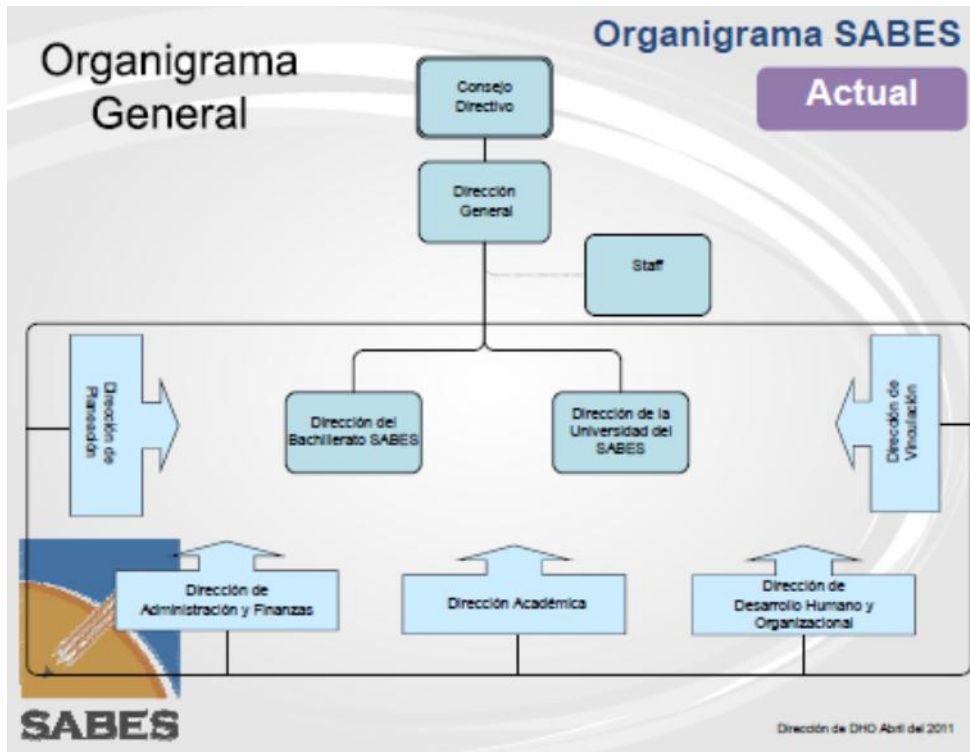 Organigrama
General
Organigrama SABES
Actual
Consejo
Directivo
Dirección
General
Staff
Dirección de
Planeación
Dirección del
Bachillerato SABES
Dirección de la
Universidad del
SABES
Dirección de
Vinculación
Dirección de
Administración y Finanzas
Dirección Académica
Dirección de
Desarrollo Humano y
Organizacional
SABES
Dirección de DHO Abril del 2011